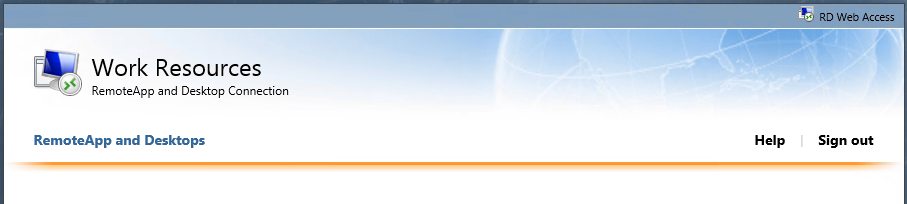 RD Web Access
Work Resources
RemoteApp and Desktop Connection
RemoteApp and Desktops
Help | Sign out